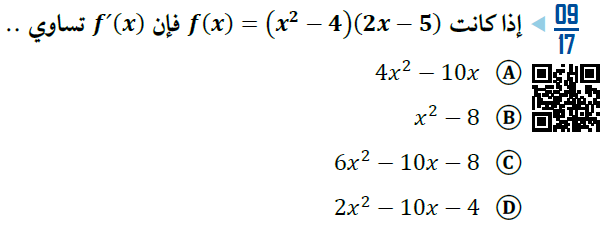 09/17 ◀ إذا كانت f(x) = (x² − 4)(2x − 5) فإن f′(x) تساوي ..
Ⓐ 4x² − 10x
Ⓑ x² − 8
Ⓒ 6x² − 10x − 8
Ⓓ 2x² − 10x − 4